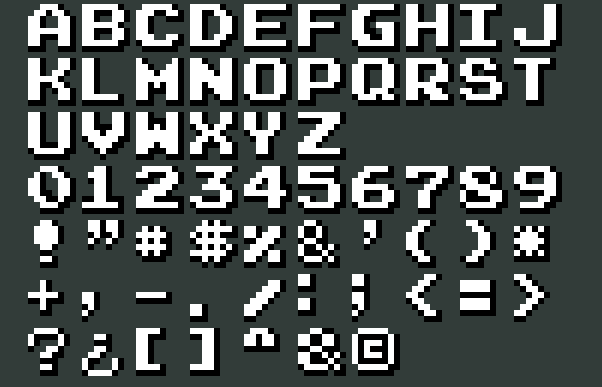 ABCDEFGHIJ
KLMNOPQRST
UVWXYZ
0123456789
!"#%&'()*
+,-./:;<=>
?¿[]^&@